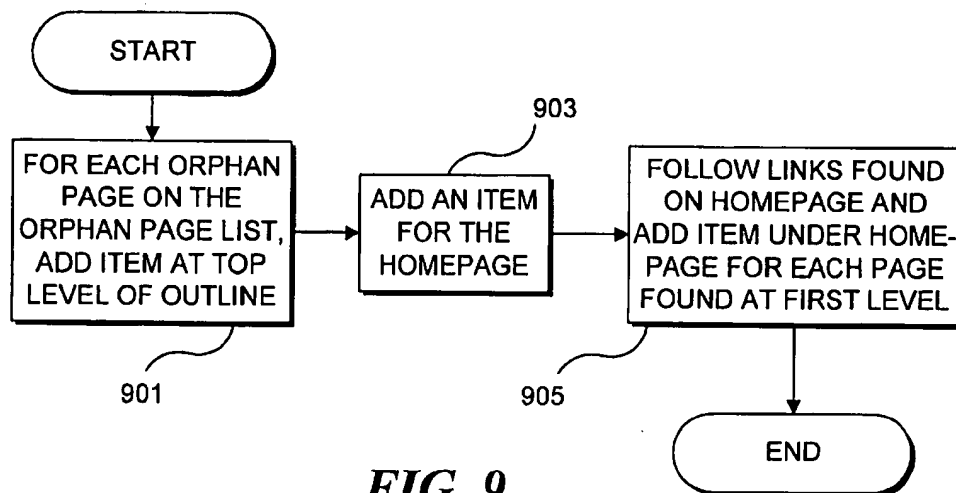 START
FOR EACH ORPHAN
PAGE ON THE
ORPHAN PAGE LIST,
ADD ITEM AT TOP
LEVEL OF OUTLINE
901
903
ADD AN ITEM
FOR THE
HOMEPAGE
FOLLOW LINKS FOUND
ON HOMEPAGE AND
ADD ITEM UNDER HOME-
PAGE FOR EACH PAGE
FOUND AT FIRST LEVEL
905
END
FIG. 9